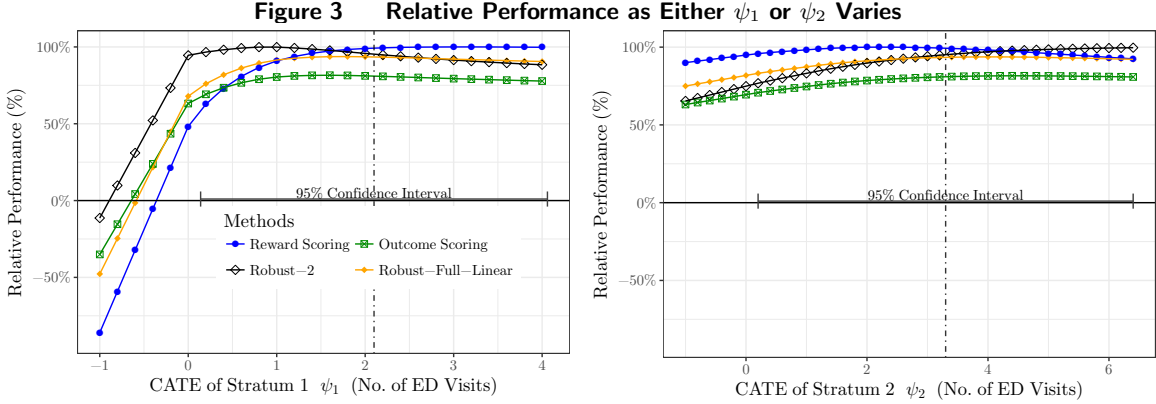 Figure 3 Relative Performance as Either ψ1 or ψ2 Varies
Relative Performance (%)
100%
50%
0%
−50%
95% Confidence Interval
Methods
Reward Scoring
Outcome Scoring
Robust−2
Robust−Full−Linear
−1 0 1 2 3 4
CATE of Stratum 1 ψ1 (No. of ED Visits)
Relative Performance (%)
100%
50%
0%
−50%
95% Confidence Interval
0 2 4 6
CATE of Stratum 2 ψ2 (No. of ED Visits)